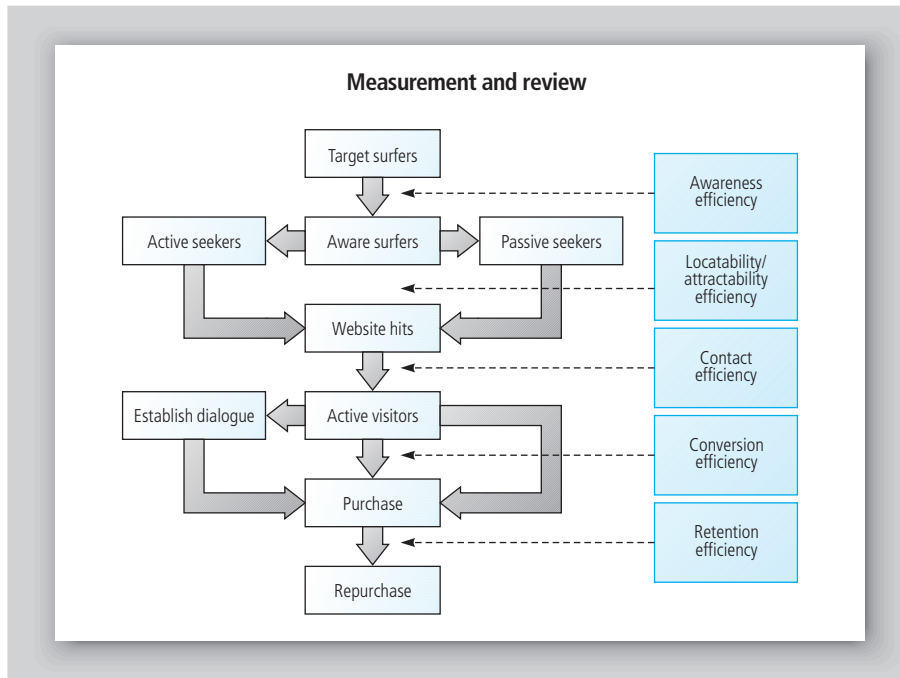 Measurement and review
Target surfers
Awareness
efficiency
Active seekers
Aware surfers
Passive seekers
Locatability/
attractability
efficiency
Website hits
Contact
efficiency
Establish dialogue
Active visitors
Conversion
efficiency
Purchase
Retention
efficiency
Repurchase